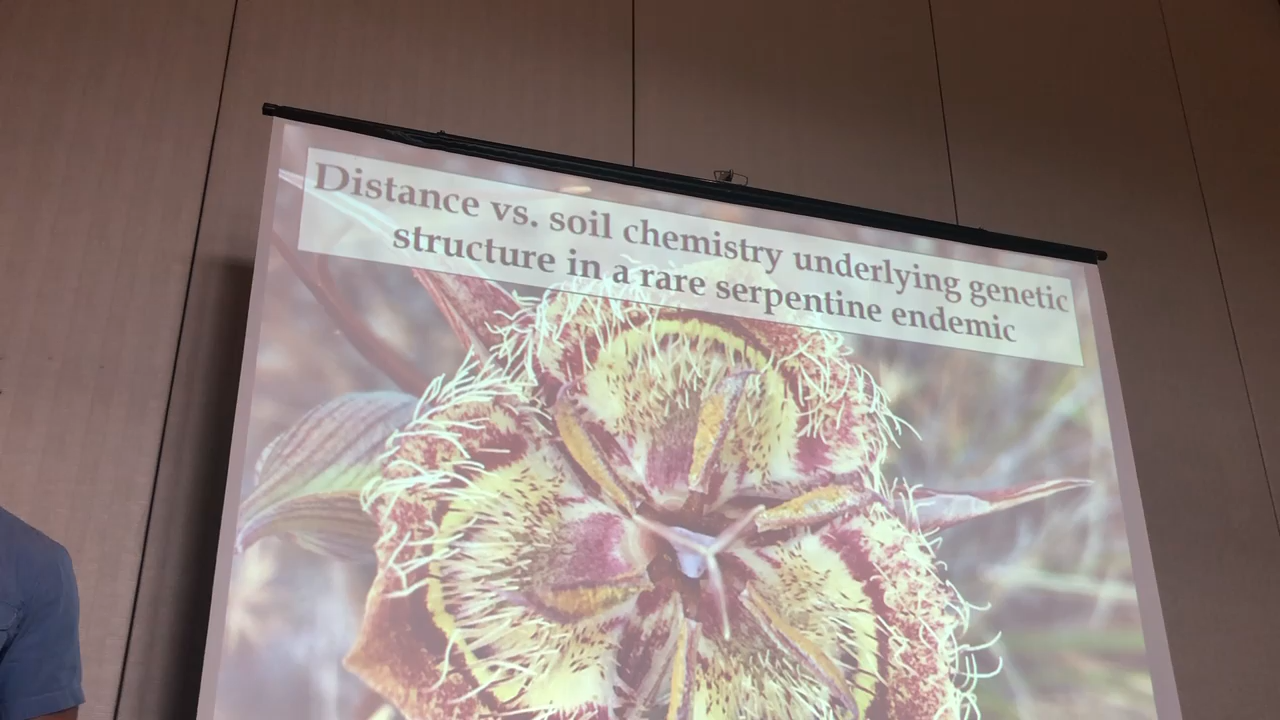 Distance vs. soil chemistry underlying genetic
structure in a rare serpentine endemic